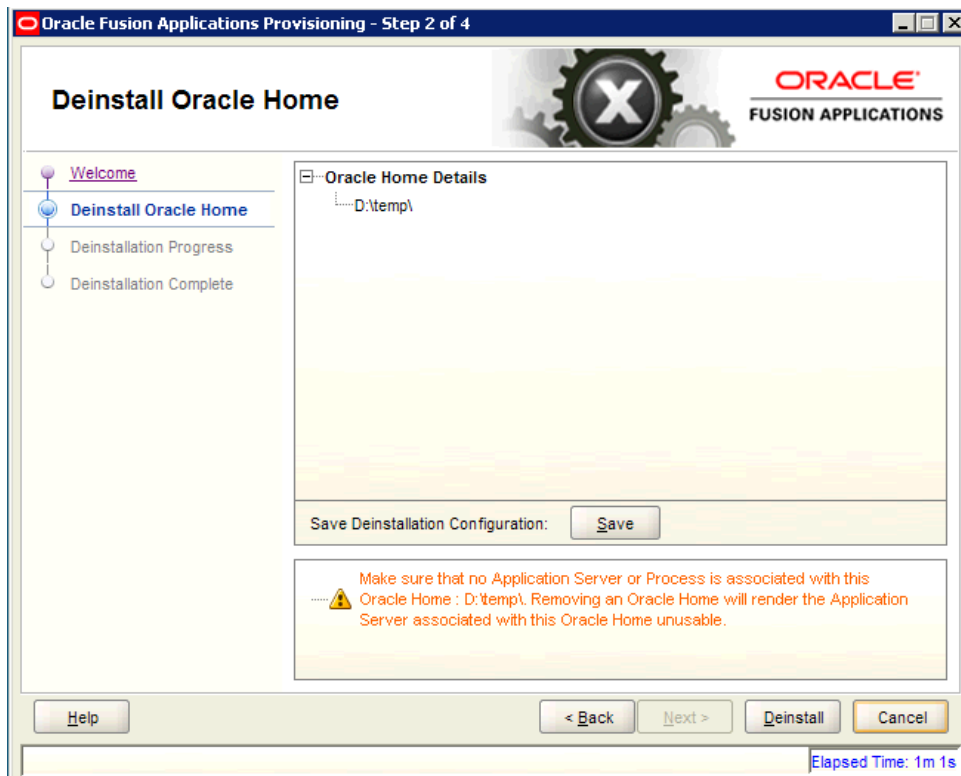 Oracle Fusion Applications Provisioning - Step 2 of 4
Deinstall Oracle Home
X
ORACLE®
FUSION APPLICATIONS
Welcome
Deinstall Oracle Home
Deinstallation Progress
Deinstallation Complete
Oracle Home Details
D:\temp\
Save Deinstallation Configuration:
Save
Make sure that no Application Server or Process is associated with this
Oracle Home : D:\temp\. Removing an Oracle Home will render the Application
Server associated with this Oracle Home unusable.
Help
< Back
Next >
Deinstall
Cancel
Elapsed Time: 1m 1s